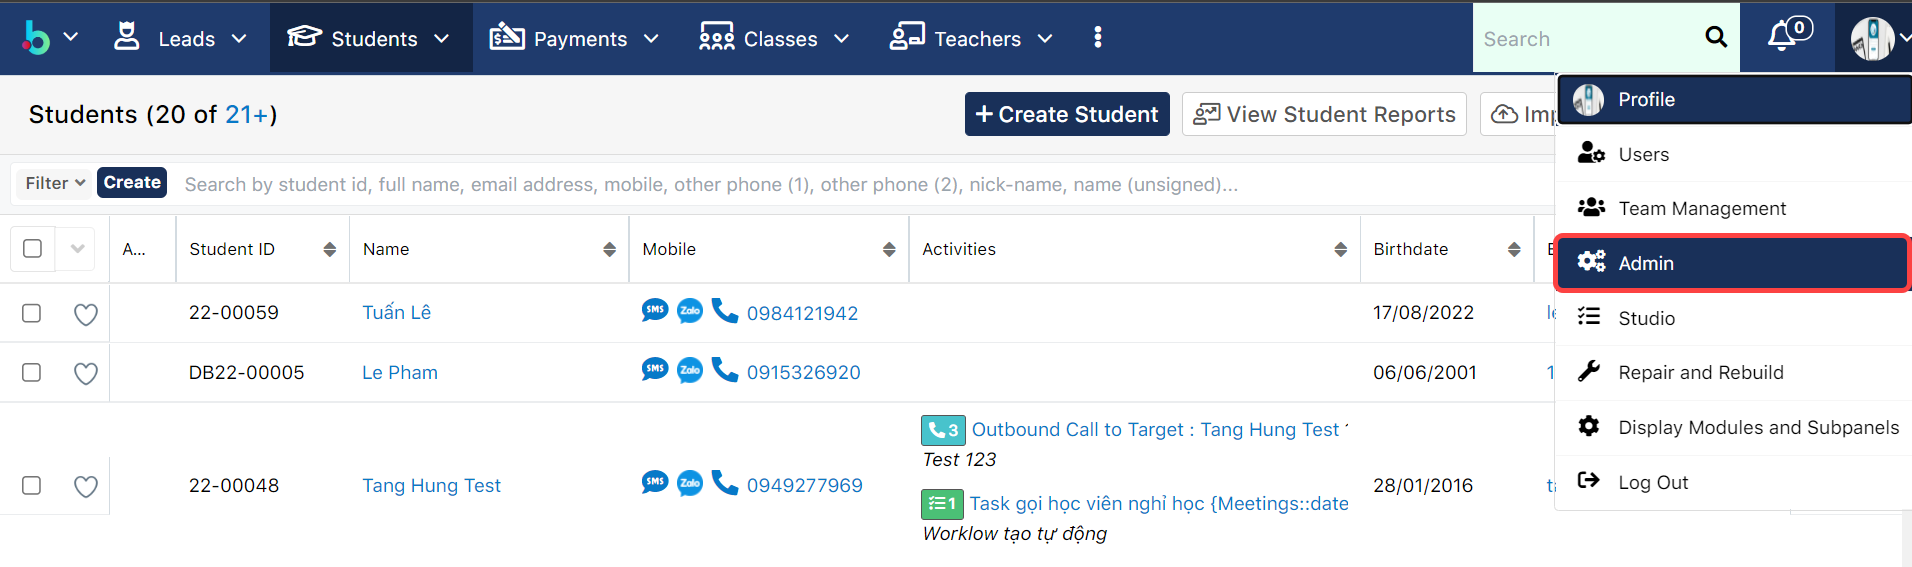 Leads Students Payments Classes Teachers Search 0
Students (20 of 21+) + Create Student View Student Reports
Profile
Users
Team Management
Admin
Studio
Repair and Rebuild
Display Modules and Subpanels
Log Out
Filter Create Search by student id, full name, email address, mobile, other phone (1), other phone (2), nick-name, name (unsigned)...
A... Student ID Name Mobile Activities Birthdate
22-00059 Tuấn Lê SMS Zalo 0984121942 17/08/2022
DB22-00005 Le Pham SMS Zalo 0915326920 06/06/2001
3 Outbound Call to Target : Tang Hung Test
Test 123
22-00048 Tang Hung Test SMS Zalo 0949277969 28/01/2016
1 Task gọi học viên nghỉ học {Meetings::date
Worklow tạo tự động